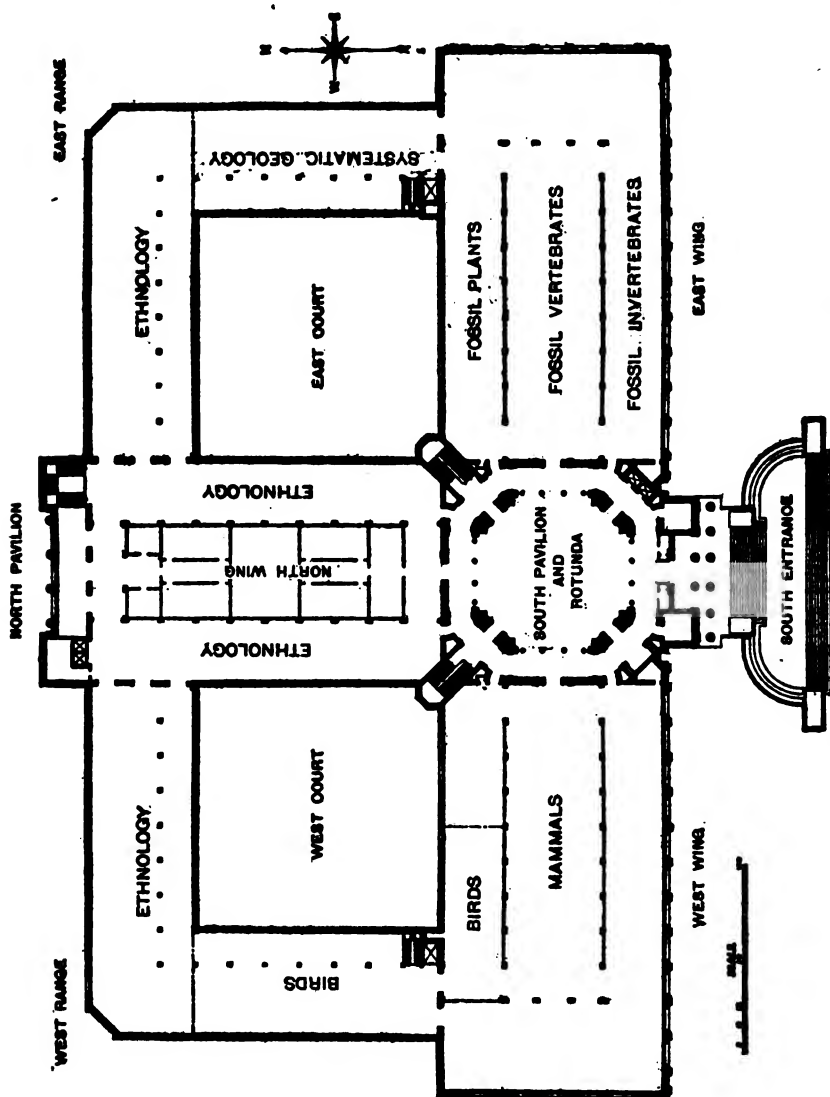 EAST RANGE
N
E
S
W
SYSTEMATIC GEOLOGY
ETHNOLOGY
EAST COURT
FOSSIL PLANTS
FOSSIL VERTEBRATES
FOSSIL INVERTEBRATES
EAST WING
NORTH PAVILION
ETHNOLOGY
NORTH WING
ETHNOLOGY
SOUTH PAVILION
AND
ROTUNDA
SOUTH ENTRANCE
WEST RANGE
ETHNOLOGY
WEST COURT
BIRDS
BIRDS
MAMMALS
WEST WING
SCALE